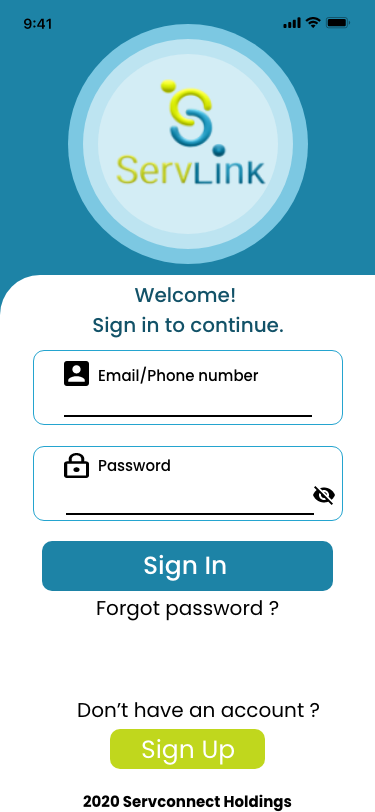 9:41
ServLink
Welcome!
Sign in to continue.
Email/Phone number
Password
Sign In
Forgot password ?
Don’t have an account ?
Sign Up
2020 Servconnect Holdings